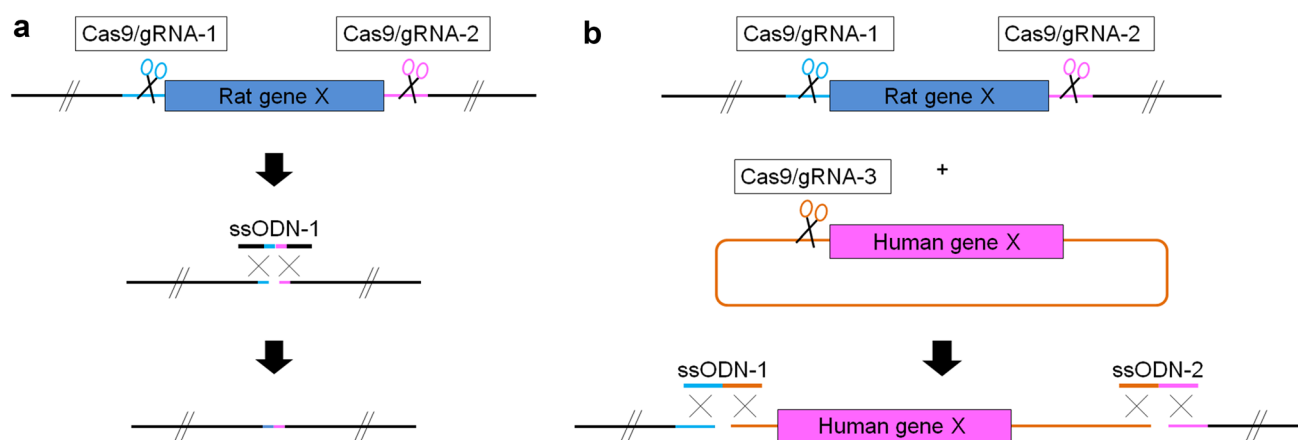 a
Cas9/gRNA-1
Cas9/gRNA-2
Rat gene X
ssODN-1
b
Cas9/gRNA-1
Cas9/gRNA-2
Rat gene X
Cas9/gRNA-3
+
Human gene X
ssODN-1
ssODN-2
Human gene X